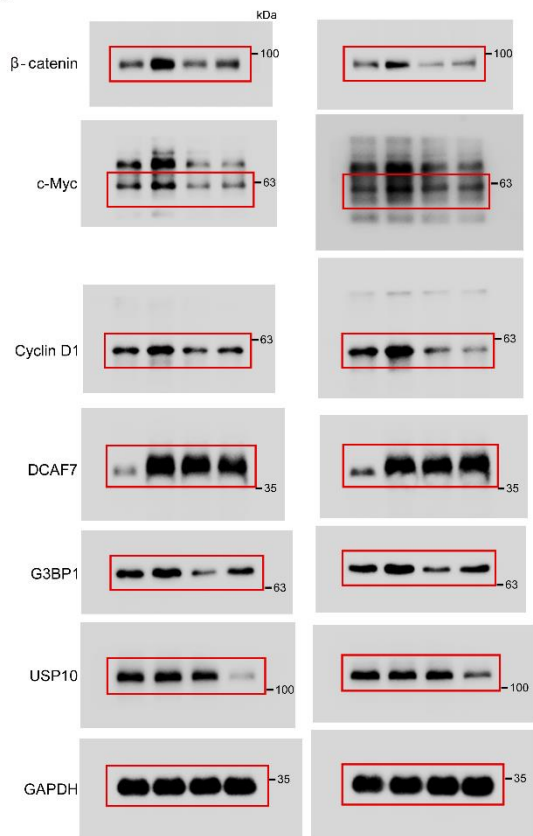 kDa
β- catenin
100
100
c-Myc
63
63
Cyclin D1
63
63
DCAF7
35
35
G3BP1
63
63
USP10
100
100
GAPDH
35
35